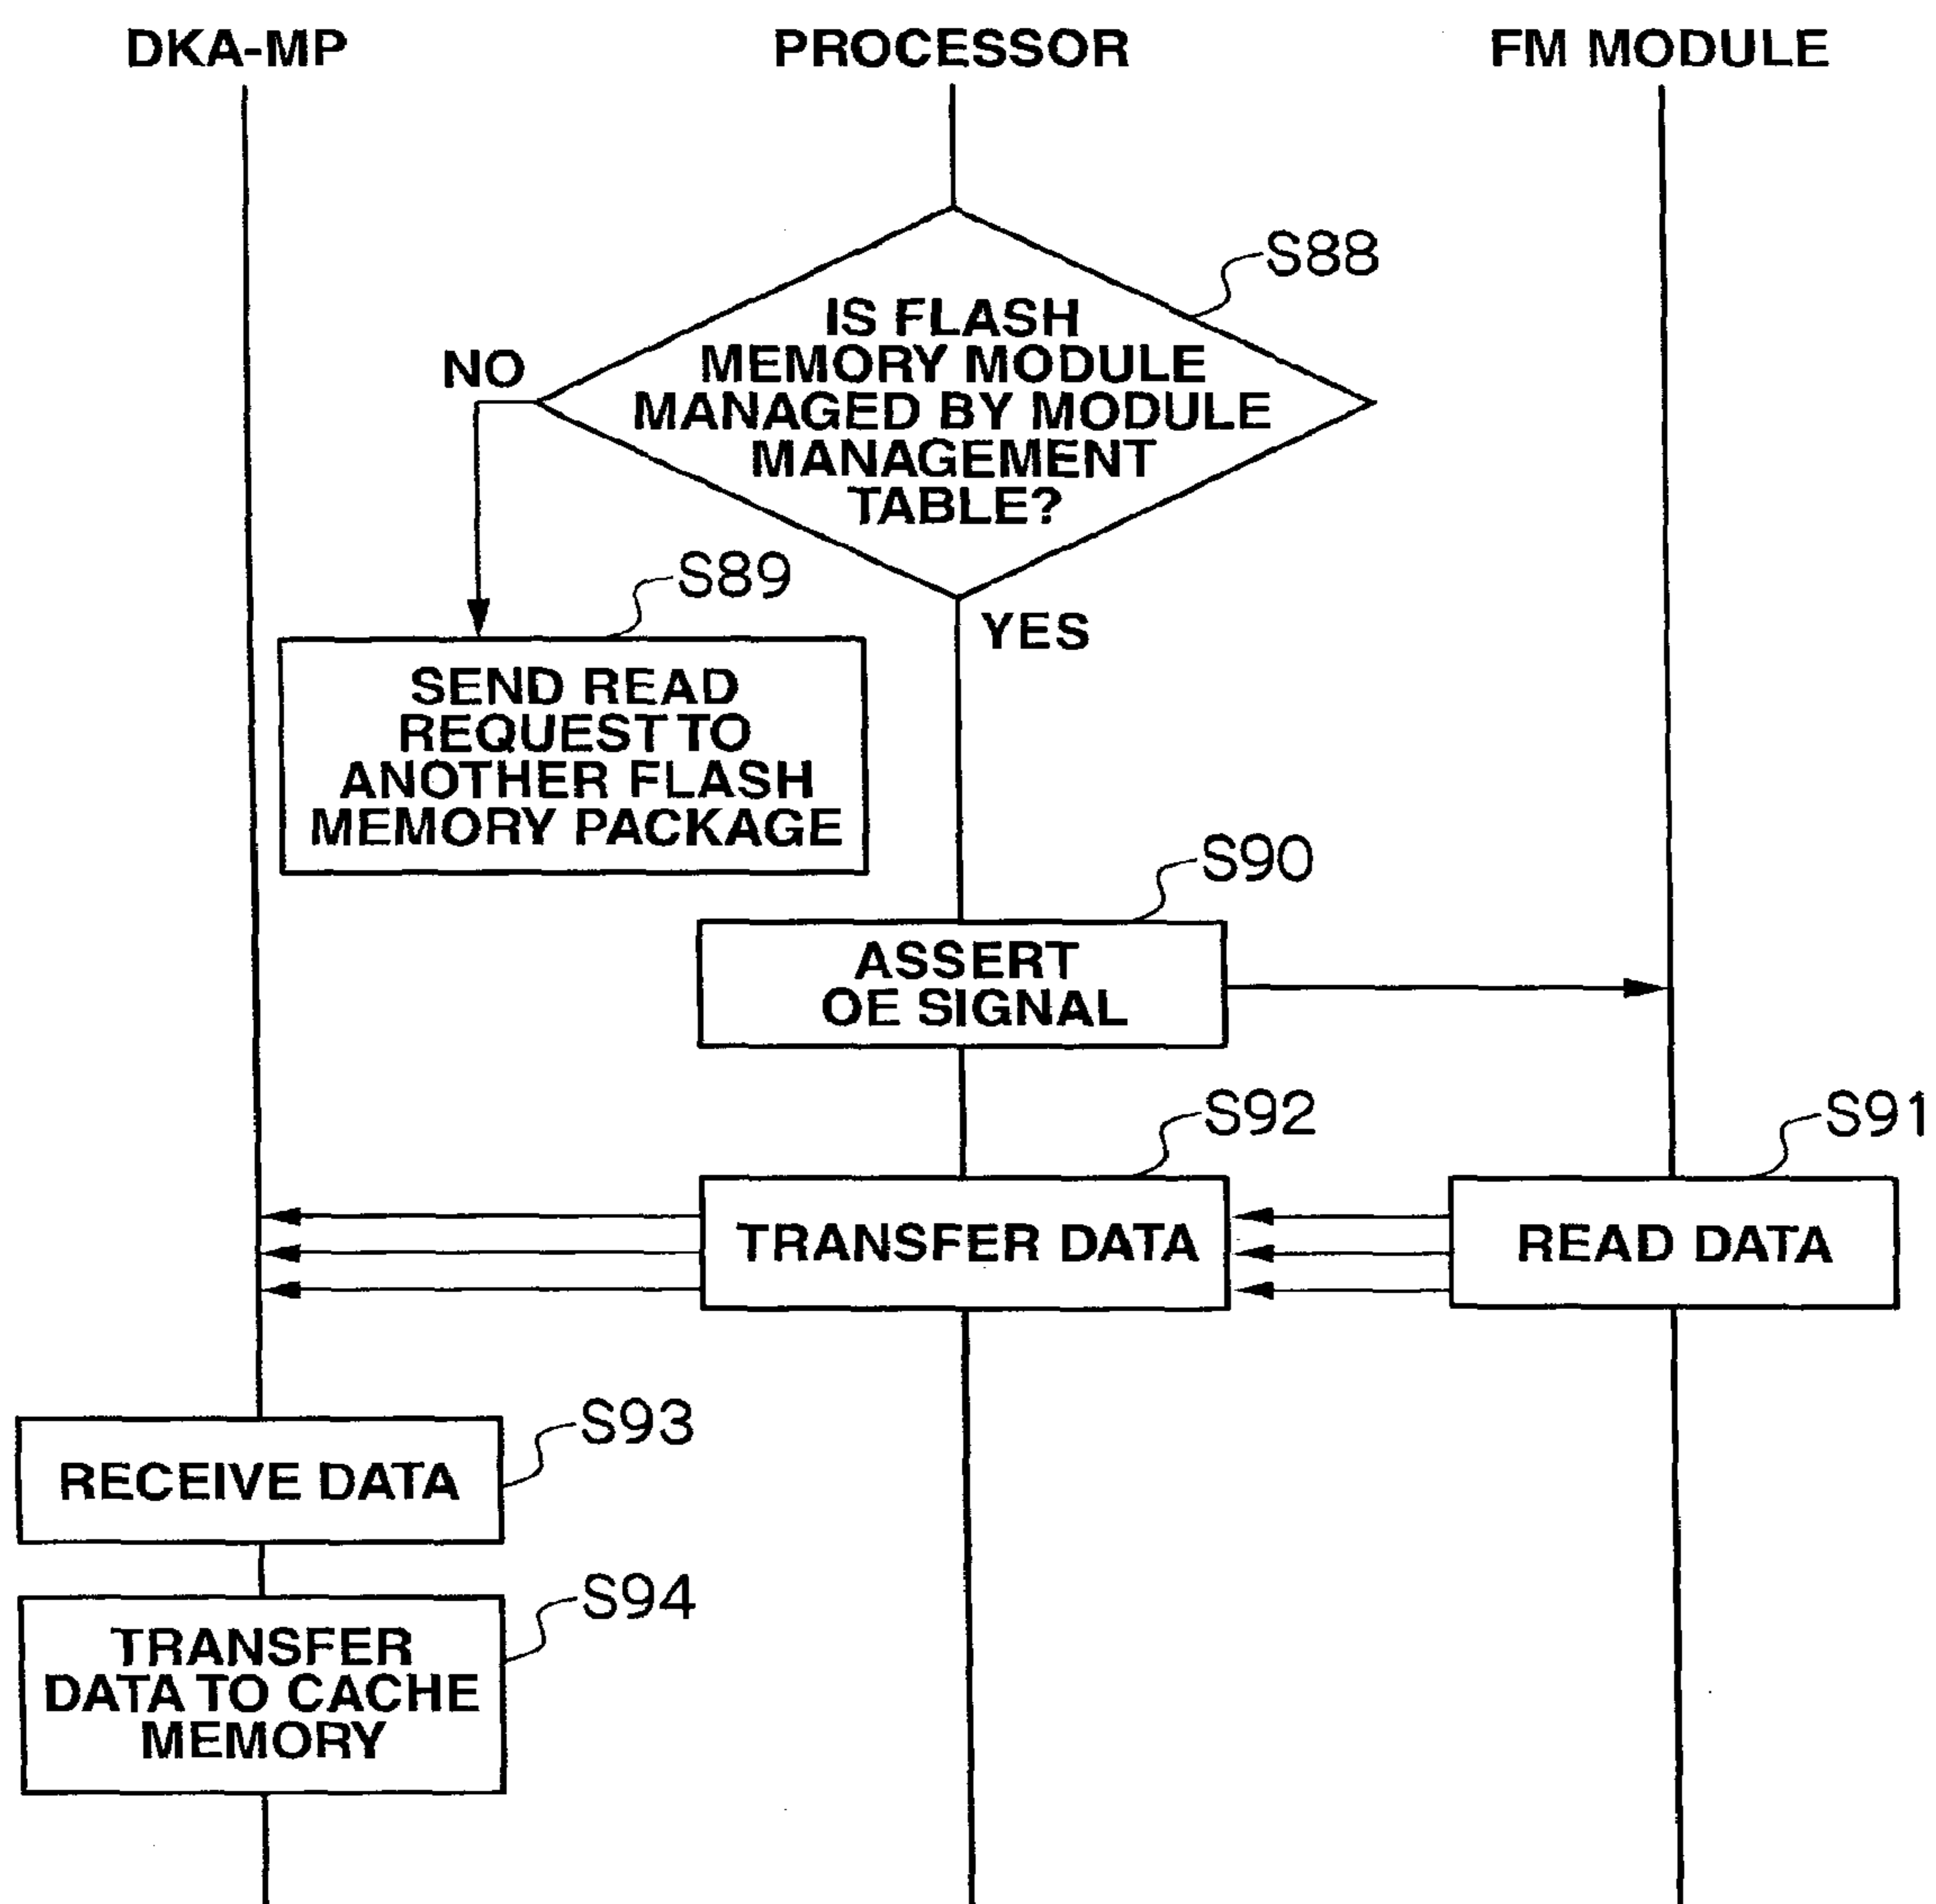 DKA-MP
PROCESSOR
FM MODULE
S88
IS FLASH
MEMORY MODULE
MANAGED BY MODULE
MANAGEMENT
TABLE?
NO
YES
S89
SEND READ
REQUEST TO
ANOTHER FLASH
MEMORY PACKAGE
S90
ASSERT
OE SIGNAL
S92
TRANSFER DATA
S91
READ DATA
S93
RECEIVE DATA
S94
TRANSFER
DATA TO CACHE
MEMORY